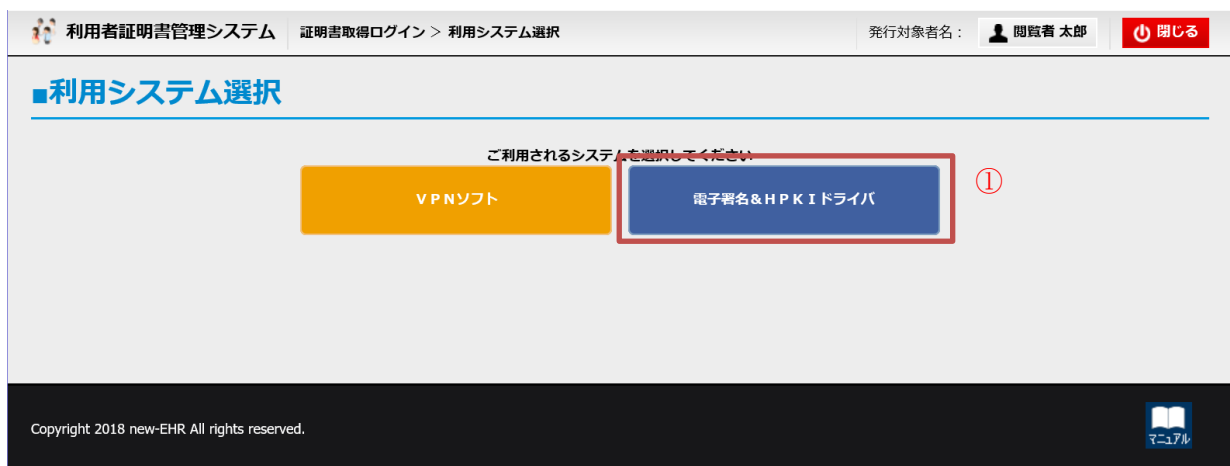 利用者証明書管理システム 証明書取得ログイン > 利用システム選択 発行対象者名: 閲覧者 太郎 閉じる
■利用システム選択
ご利用されるシステムを選択してください
VPNソフト 電子署名&HPKIドライバ ①
Copyright 2018 new-EHR All rights reserved.
マニュアル